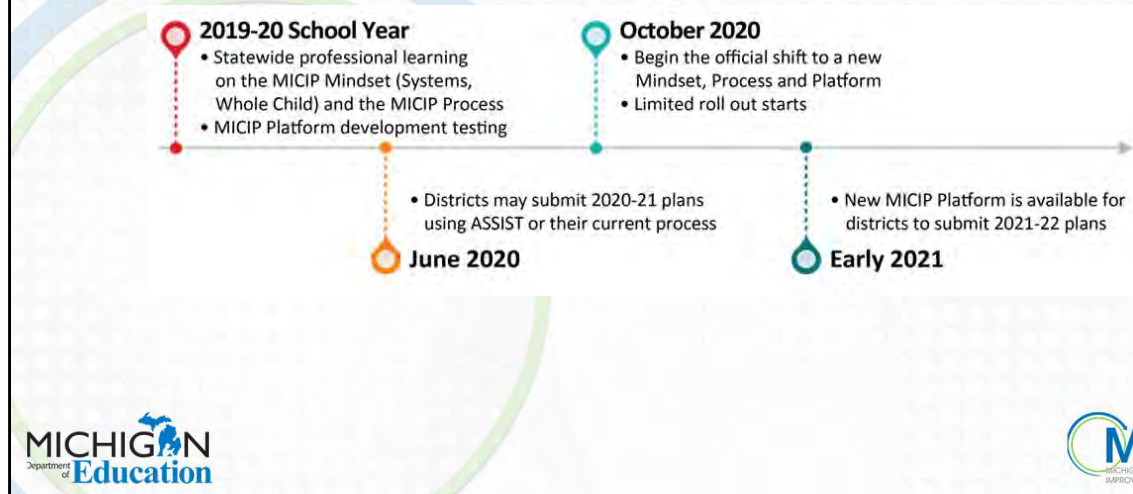 2019-20 School Year
• Statewide professional learning
on the MICIP Mindset (Systems,
Whole Child) and the MICIP Process
• MICIP Platform development testing
October 2020
• Begin the official shift to a new
Mindset, Process and Platform
• Limited roll out starts
• Districts may submit 2020-21 plans
using ASSIST or their current process
June 2020
• New MICIP Platform is available for
districts to submit 2021-22 plans
Early 2021
MICHIGAN
Department
of Education
M
MICHIG
IMPROV